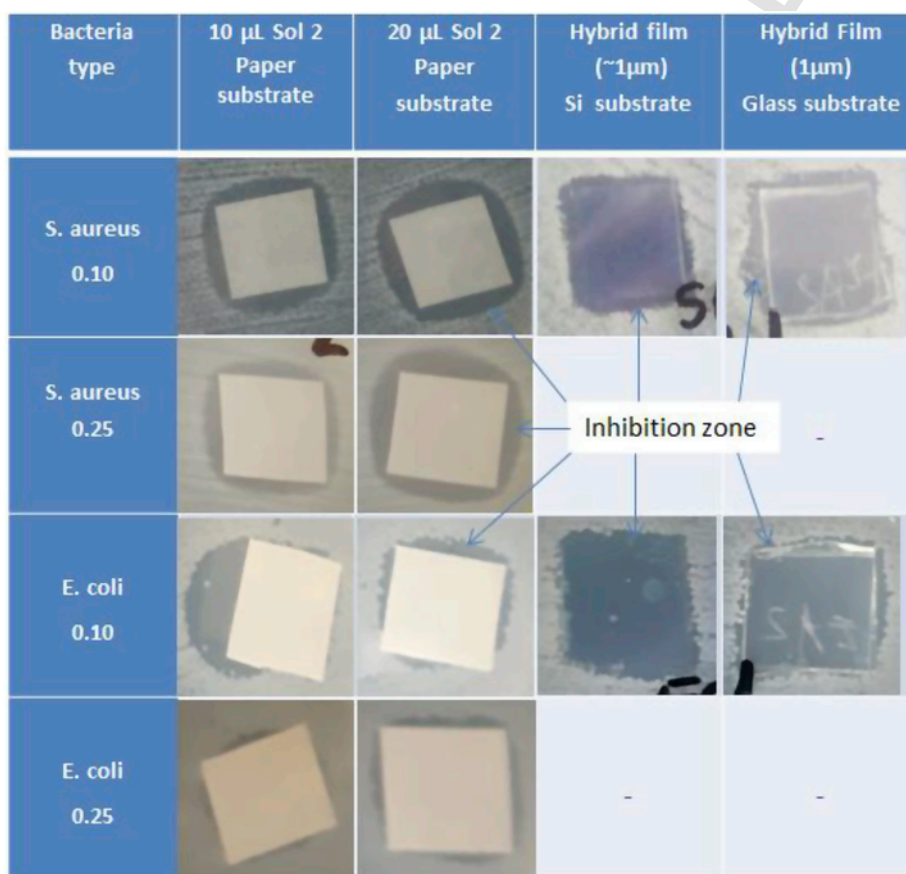 Bacteria
type
10 μL Sol 2
Paper
substrate
20 μL Sol 2
Paper
substrate
Hybrid film
(~1μm)
Si substrate
Hybrid Film
(1μm)
Glass substrate
S. aureus
0.10
S. aureus
0.25
Inhibition zone
-
E. coli
0.10
E. coli
0.25
-
-